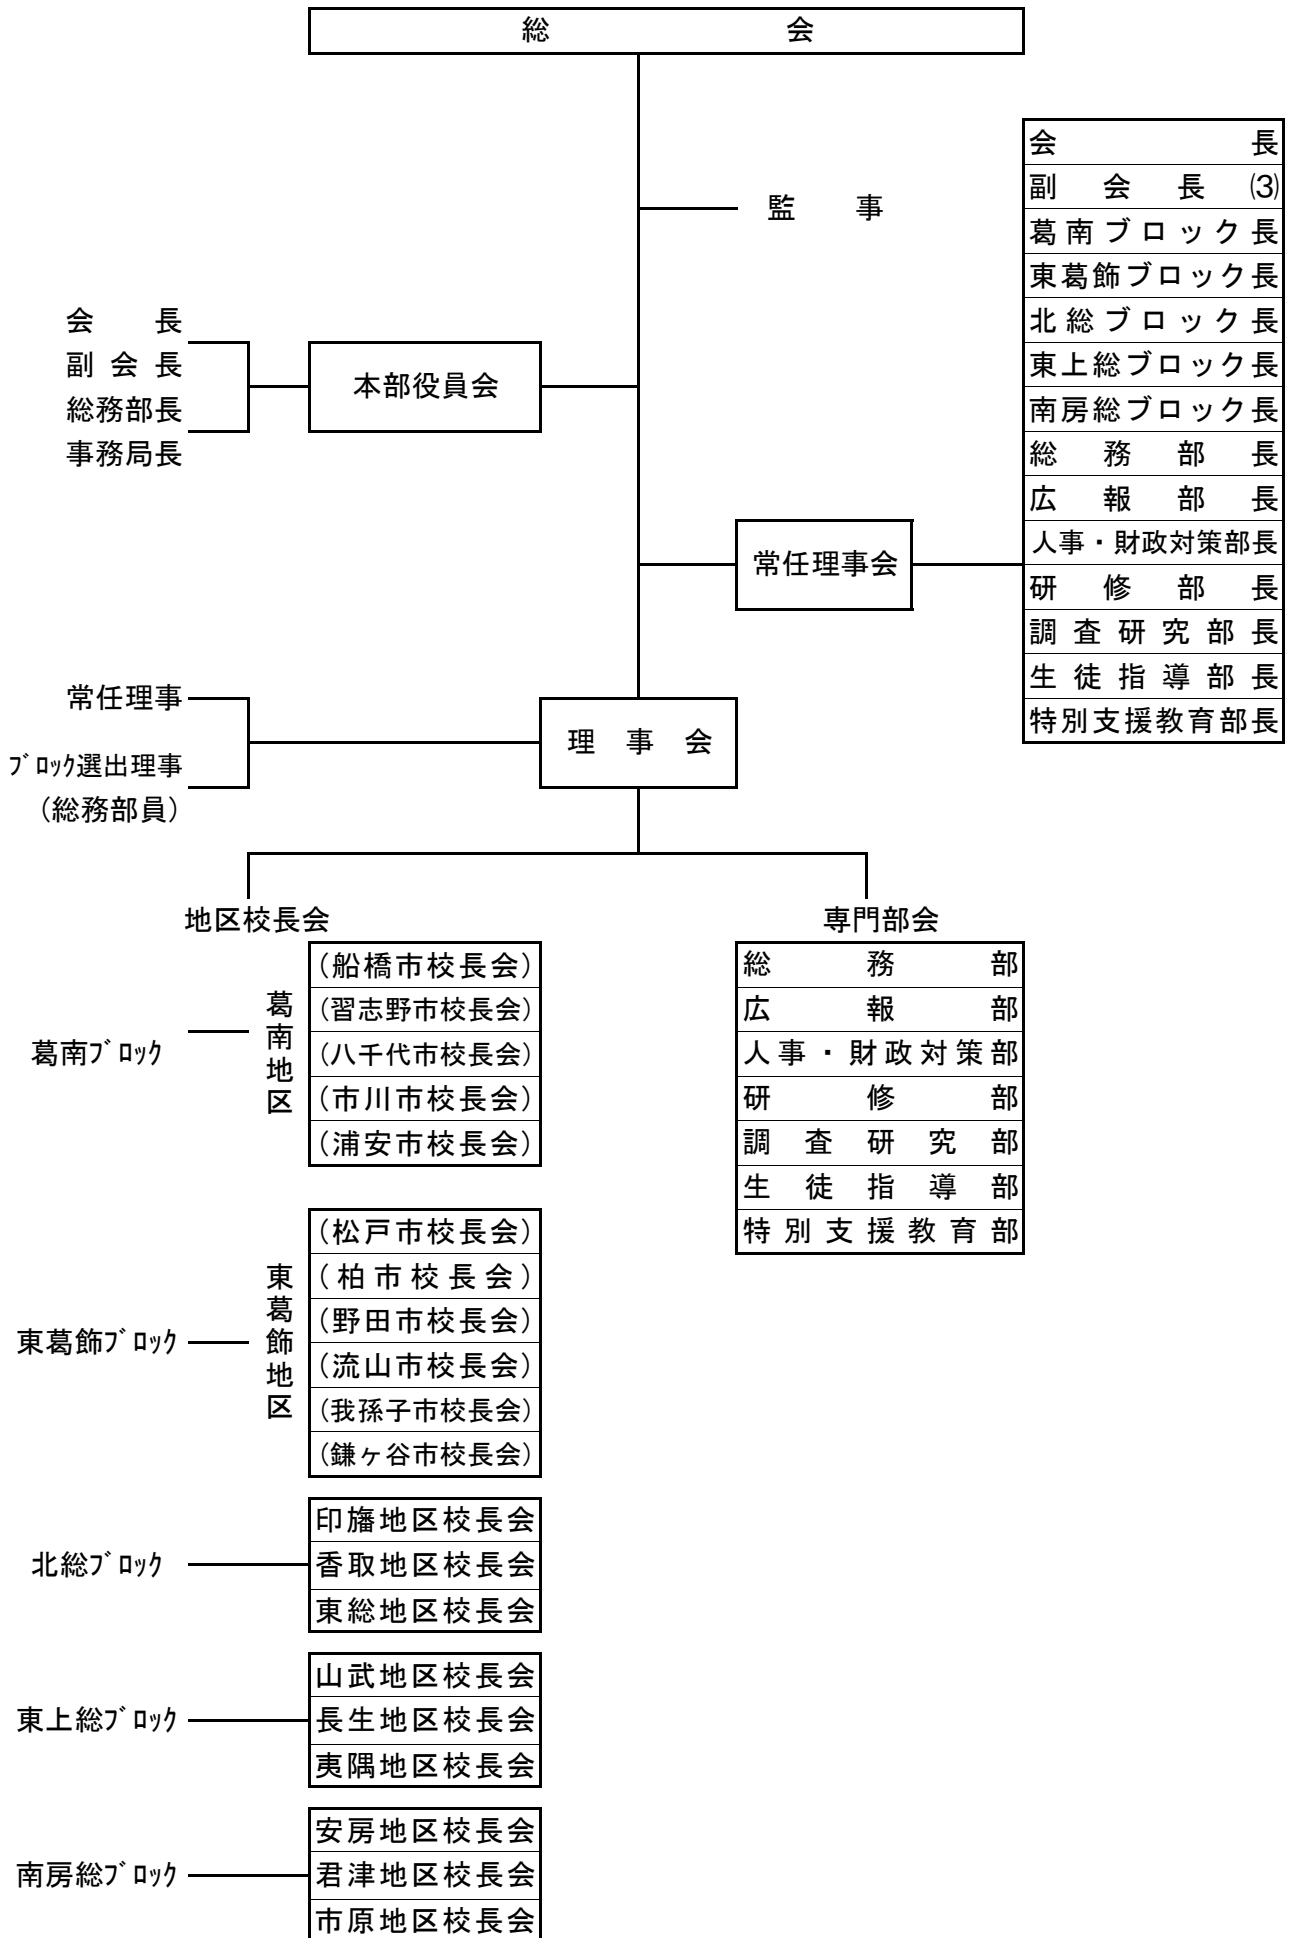 総会
監事
会長
副会長⑶
葛南ブロック長
東葛飾ブロック長
北総ブロック長
東上総ブロック長
南房総ブロック長
総務部長
広報部長
人事・財政対策部長
研修部長
調査研究部長
生徒指導部長
特別支援教育部長
会長
副会長
総務部長
事務局長
本部役員会
常任理事会
常任理事
ﾌﾞﾛｯｸ選出理事
(総務部員)
理事会
地区校長会
専門部会
葛南ﾌﾞﾛｯｸ
葛南地区
(船橋市校長会)
(習志野市校長会)
(八千代市校長会)
(市川市校長会)
(浦安市校長会)
総務部
広報部
人事・財政対策部
研修部
調査研究部
生徒指導部
特別支援教育部
東葛飾ﾌﾞﾛｯｸ
東葛飾地区
(松戸市校長会)
(柏市校長会)
(野田市校長会)
(流山市校長会)
(我孫子市校長会)
(鎌ヶ谷市校長会)
北総ﾌﾞﾛｯｸ
印旛地区校長会
香取地区校長会
東総地区校長会
東上総ﾌﾞﾛｯｸ
山武地区校長会
長生地区校長会
夷隅地区校長会
南房総ﾌﾞﾛｯｸ
安房地区校長会
君津地区校長会
市原地区校長会